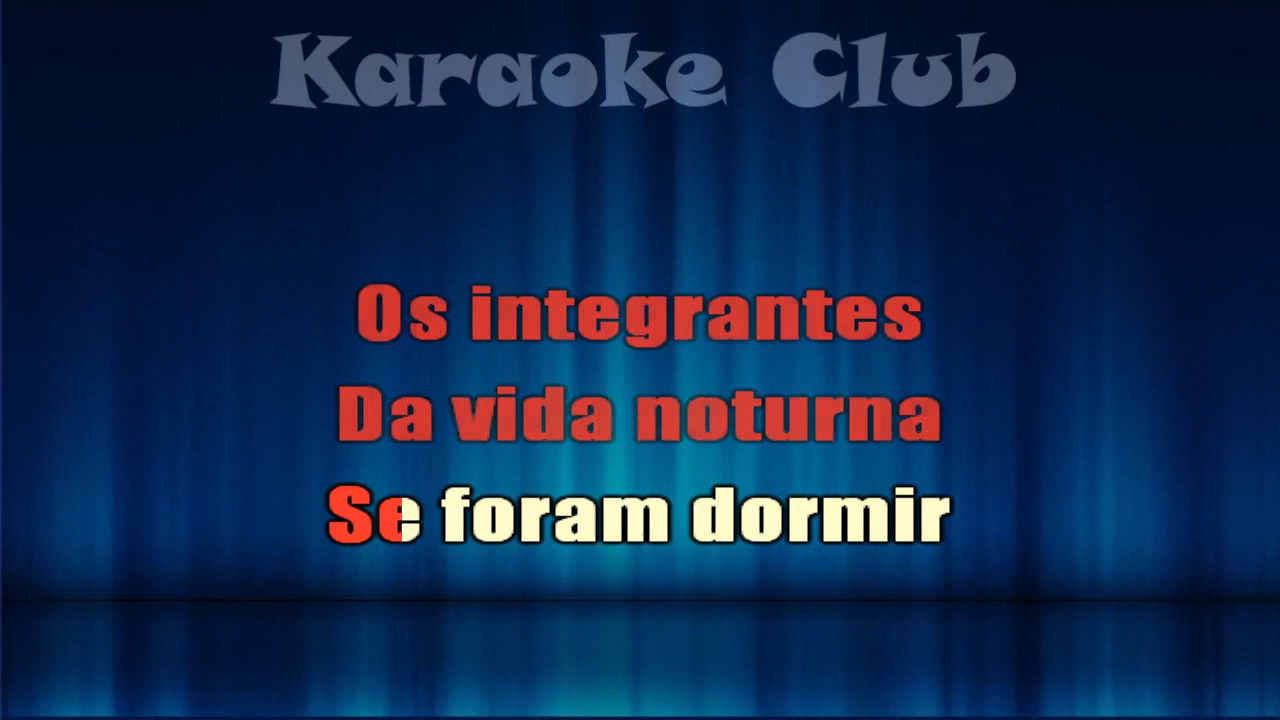 Karaoke Club
Os integrantes
Da vida noturna
Se foram dormir